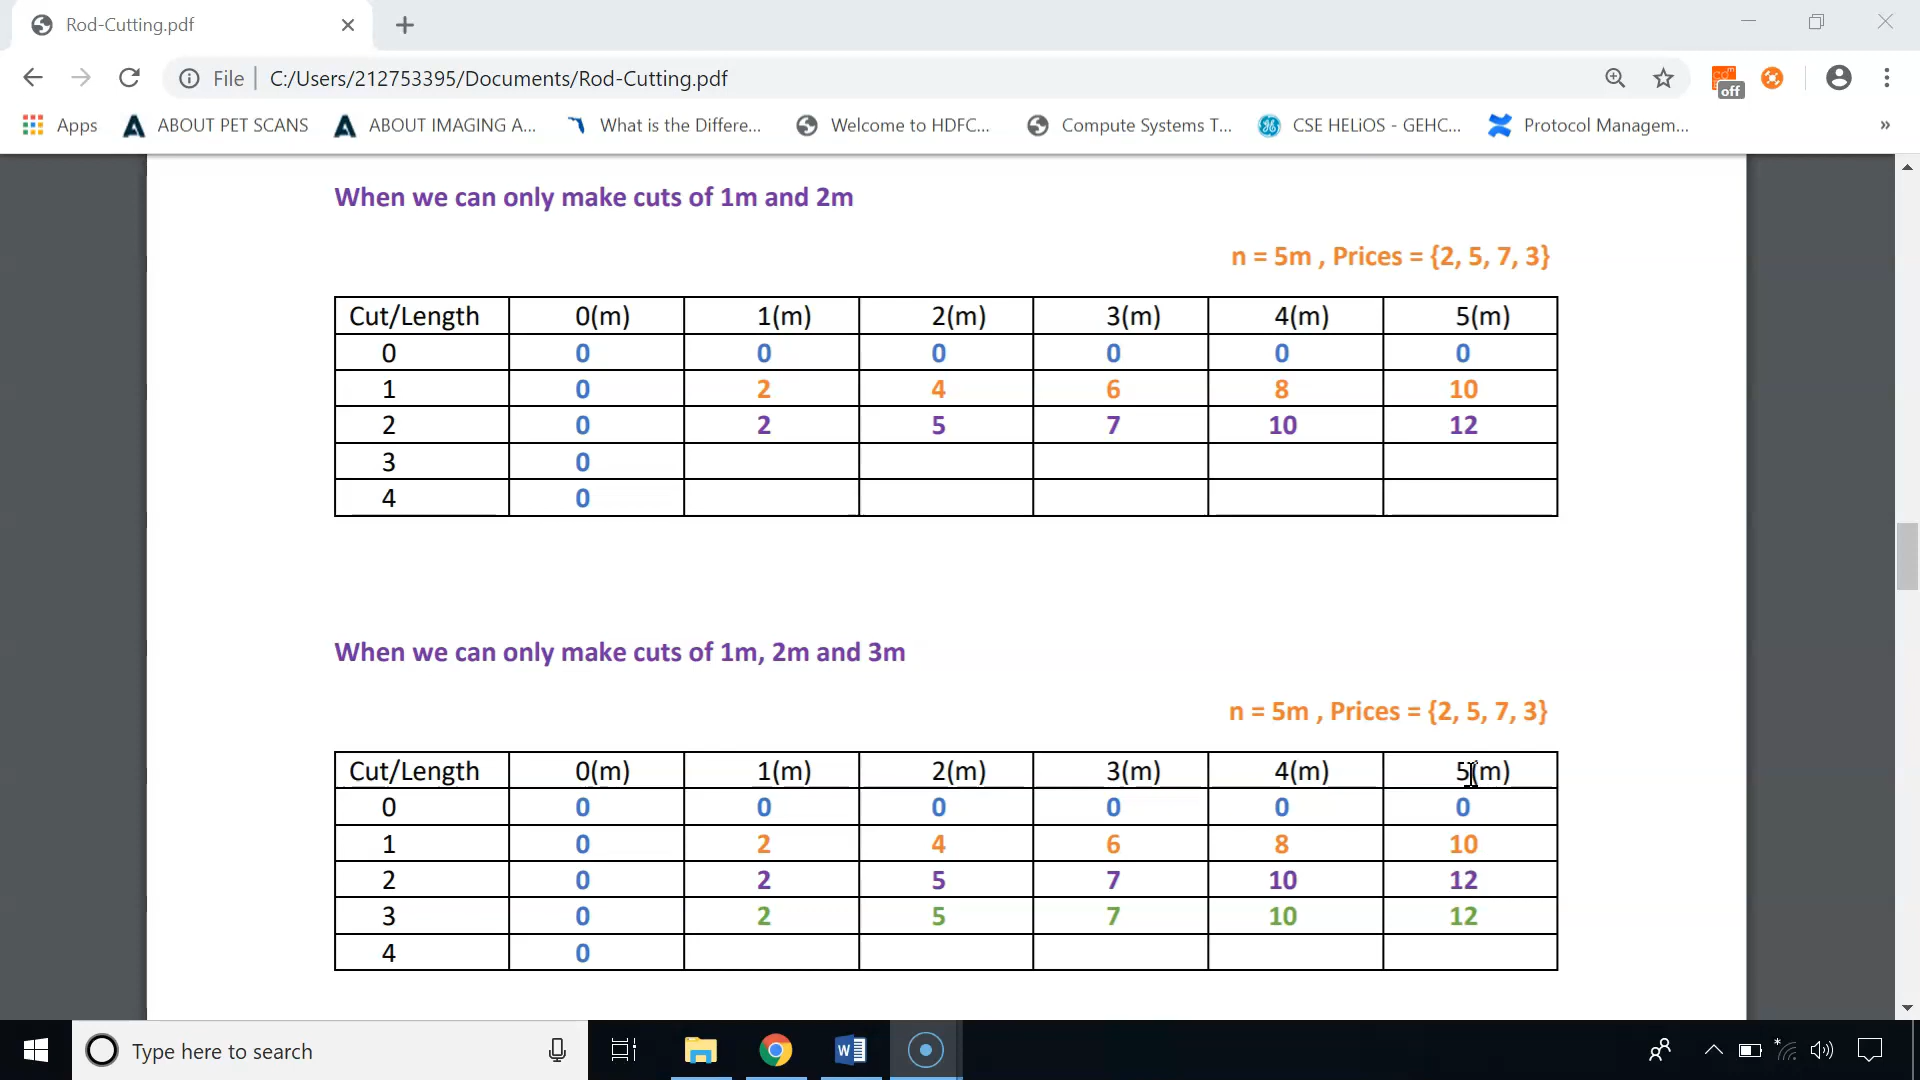 Rod-Cutting.pdf
File C:/Users/212753395/Documents/Rod-Cutting.pdf
off
Apps ABOUT PET SCANS ABOUT IMAGING A... What is the Differe... Welcome to HDFC... Compute Systems T... CSE HELiOS - GEHC... Protocol Managem... »
When we can only make cuts of 1m and 2m
n = 5m , Prices = {2, 5, 7, 3}
Cut/Length 0(m) 1(m) 2(m) 3(m) 4(m) 5(m)
0 0 0 0 0 0 0
1 0 2 4 6 8 10
2 0 2 5 7 10 12
3 0
4 0
When we can only make cuts of 1m, 2m and 3m
n = 5m , Prices = {2, 5, 7, 3}
Cut/Length 0(m) 1(m) 2(m) 3(m) 4(m) 5(m)
0 0 0 0 0 0 0
1 0 2 4 6 8 10
2 0 2 5 7 10 12
3 0 2 5 7 10 12
4 0
Type here to search